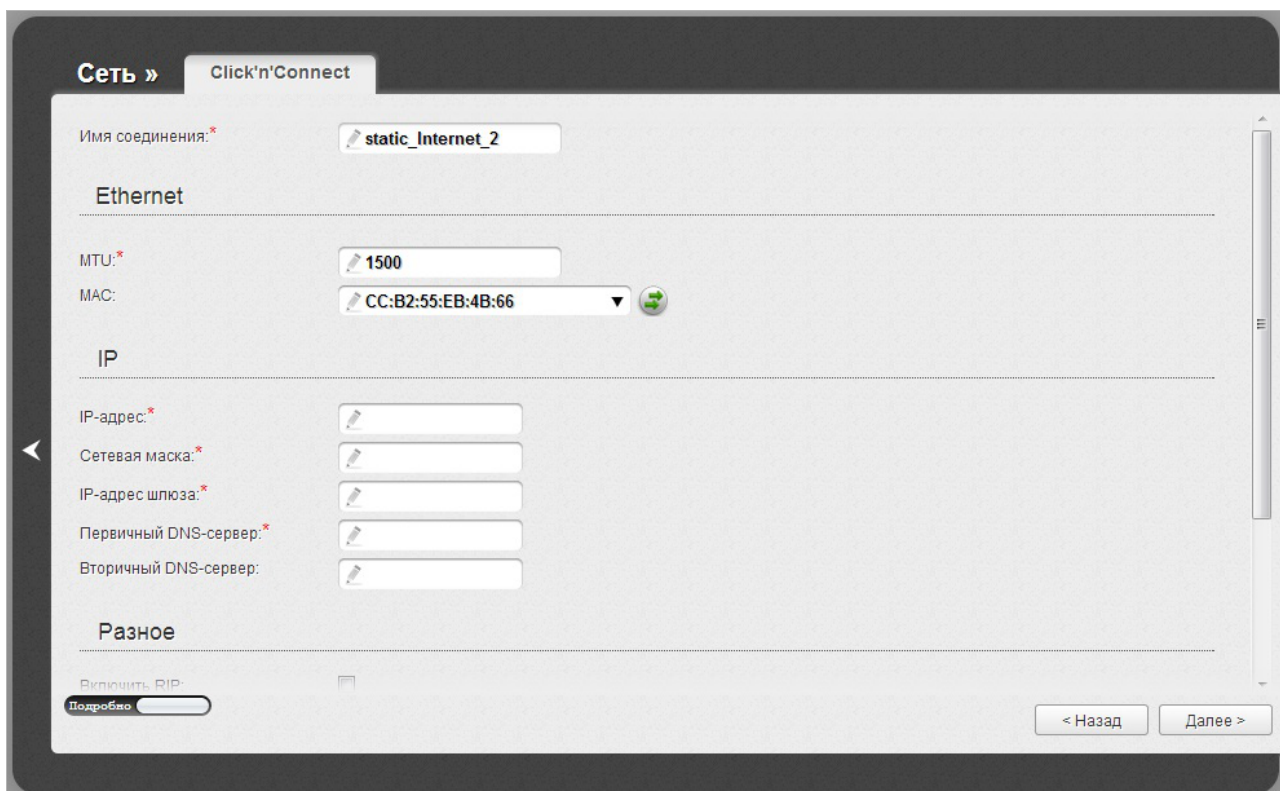 Сеть »
Click'n'Connect
Имя соединения:* static_Internet_2
Ethernet
MTU:* 1500
MAC: CC:B2:55:EB:4B:66
IP
IP-адрес:*
Сетевая маска:*
IP-адрес шлюза:*
Первичный DNS-сервер:*
Вторичный DNS-сервер:
Разное
Включить RIP:
Подробно
< Назад Далее >